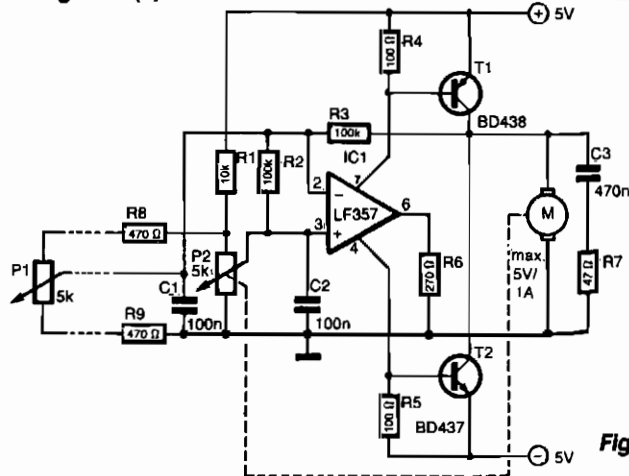 + 5V
R4
100 Ω
T1
BD438
R3
100k
IC1
R1
10k
R2
100k
C3
470n
2
7
LF357
6
3
4
M
R8
470 Ω
P1
5k
P2
5k
R6
270 Ω
max.
5V/
1A
R7
47 Ω
C1
100n
C2
100n
R9
470 Ω
T2
BD437
R5
100 Ω
− 5V
Fig